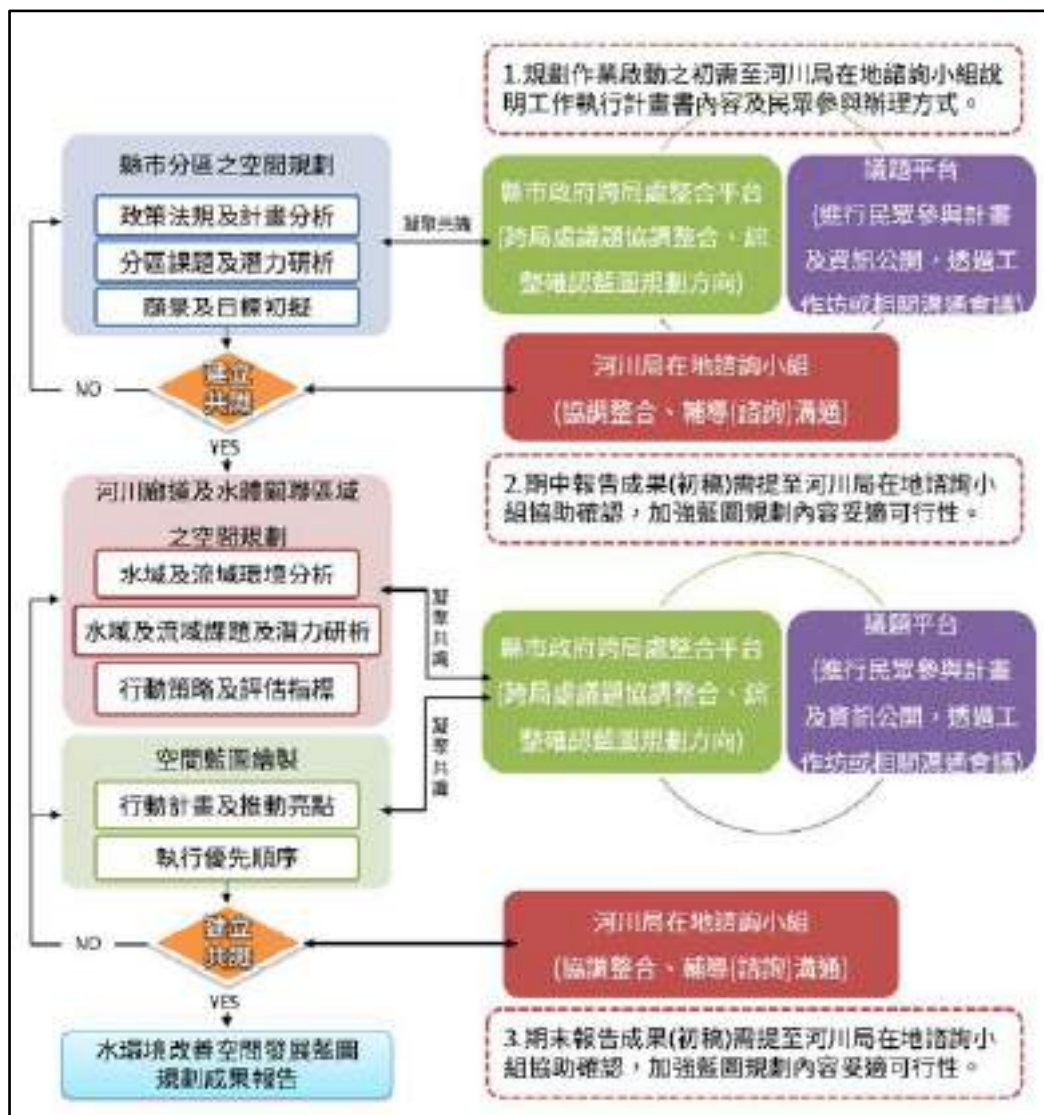 1.規劃作業啟動之初需至河川局在地諮詢小組說
明工作執行計畫書內容及民眾參與辦理方式。
縣市分區之空間規劃
政策法規及計畫分析
分區課題及潛力研析
願景及目標初擬
凝聚共識
縣市政府跨局處整合平台
(跨局處議題協調整合、綜
整確認藍圖規劃方向)
議題平台
(進行民眾參與計畫
及資訊公開，透過工
作坊或相關溝通會議)
NO
建立
共識
YES
河川局在地諮詢小組
(協調整合、輔導(諮詢)溝通)
2.期中報告成果(初稿)需提至河川局在地諮詢小
組協助確認，加強藍圖規劃內容妥適可行性。
河川廊道及水體關聯區域
之空間規劃
水域及流域環境分析
水域及流域課題及潛力研析
行動策略及評估指標
凝聚共識
縣市政府跨局處整合平台
(跨局處議題協調整合、綜
整確認藍圖規劃方向)
議題平台
(進行民眾參與計畫
及資訊公開，透過工
作坊或相關溝通會議)
凝聚共識
空間藍圖繪製
行動計畫及推動亮點
執行優先順序
NO
建立
共識
YES
河川局在地諮詢小組
(協調整合、輔導(諮詢)溝通)
水環境改善空間發展藍圖
規劃成果報告
3.期末報告成果(初稿)需提至河川局在地諮詢小
組協助確認，加強藍圖規劃內容妥適可行性。